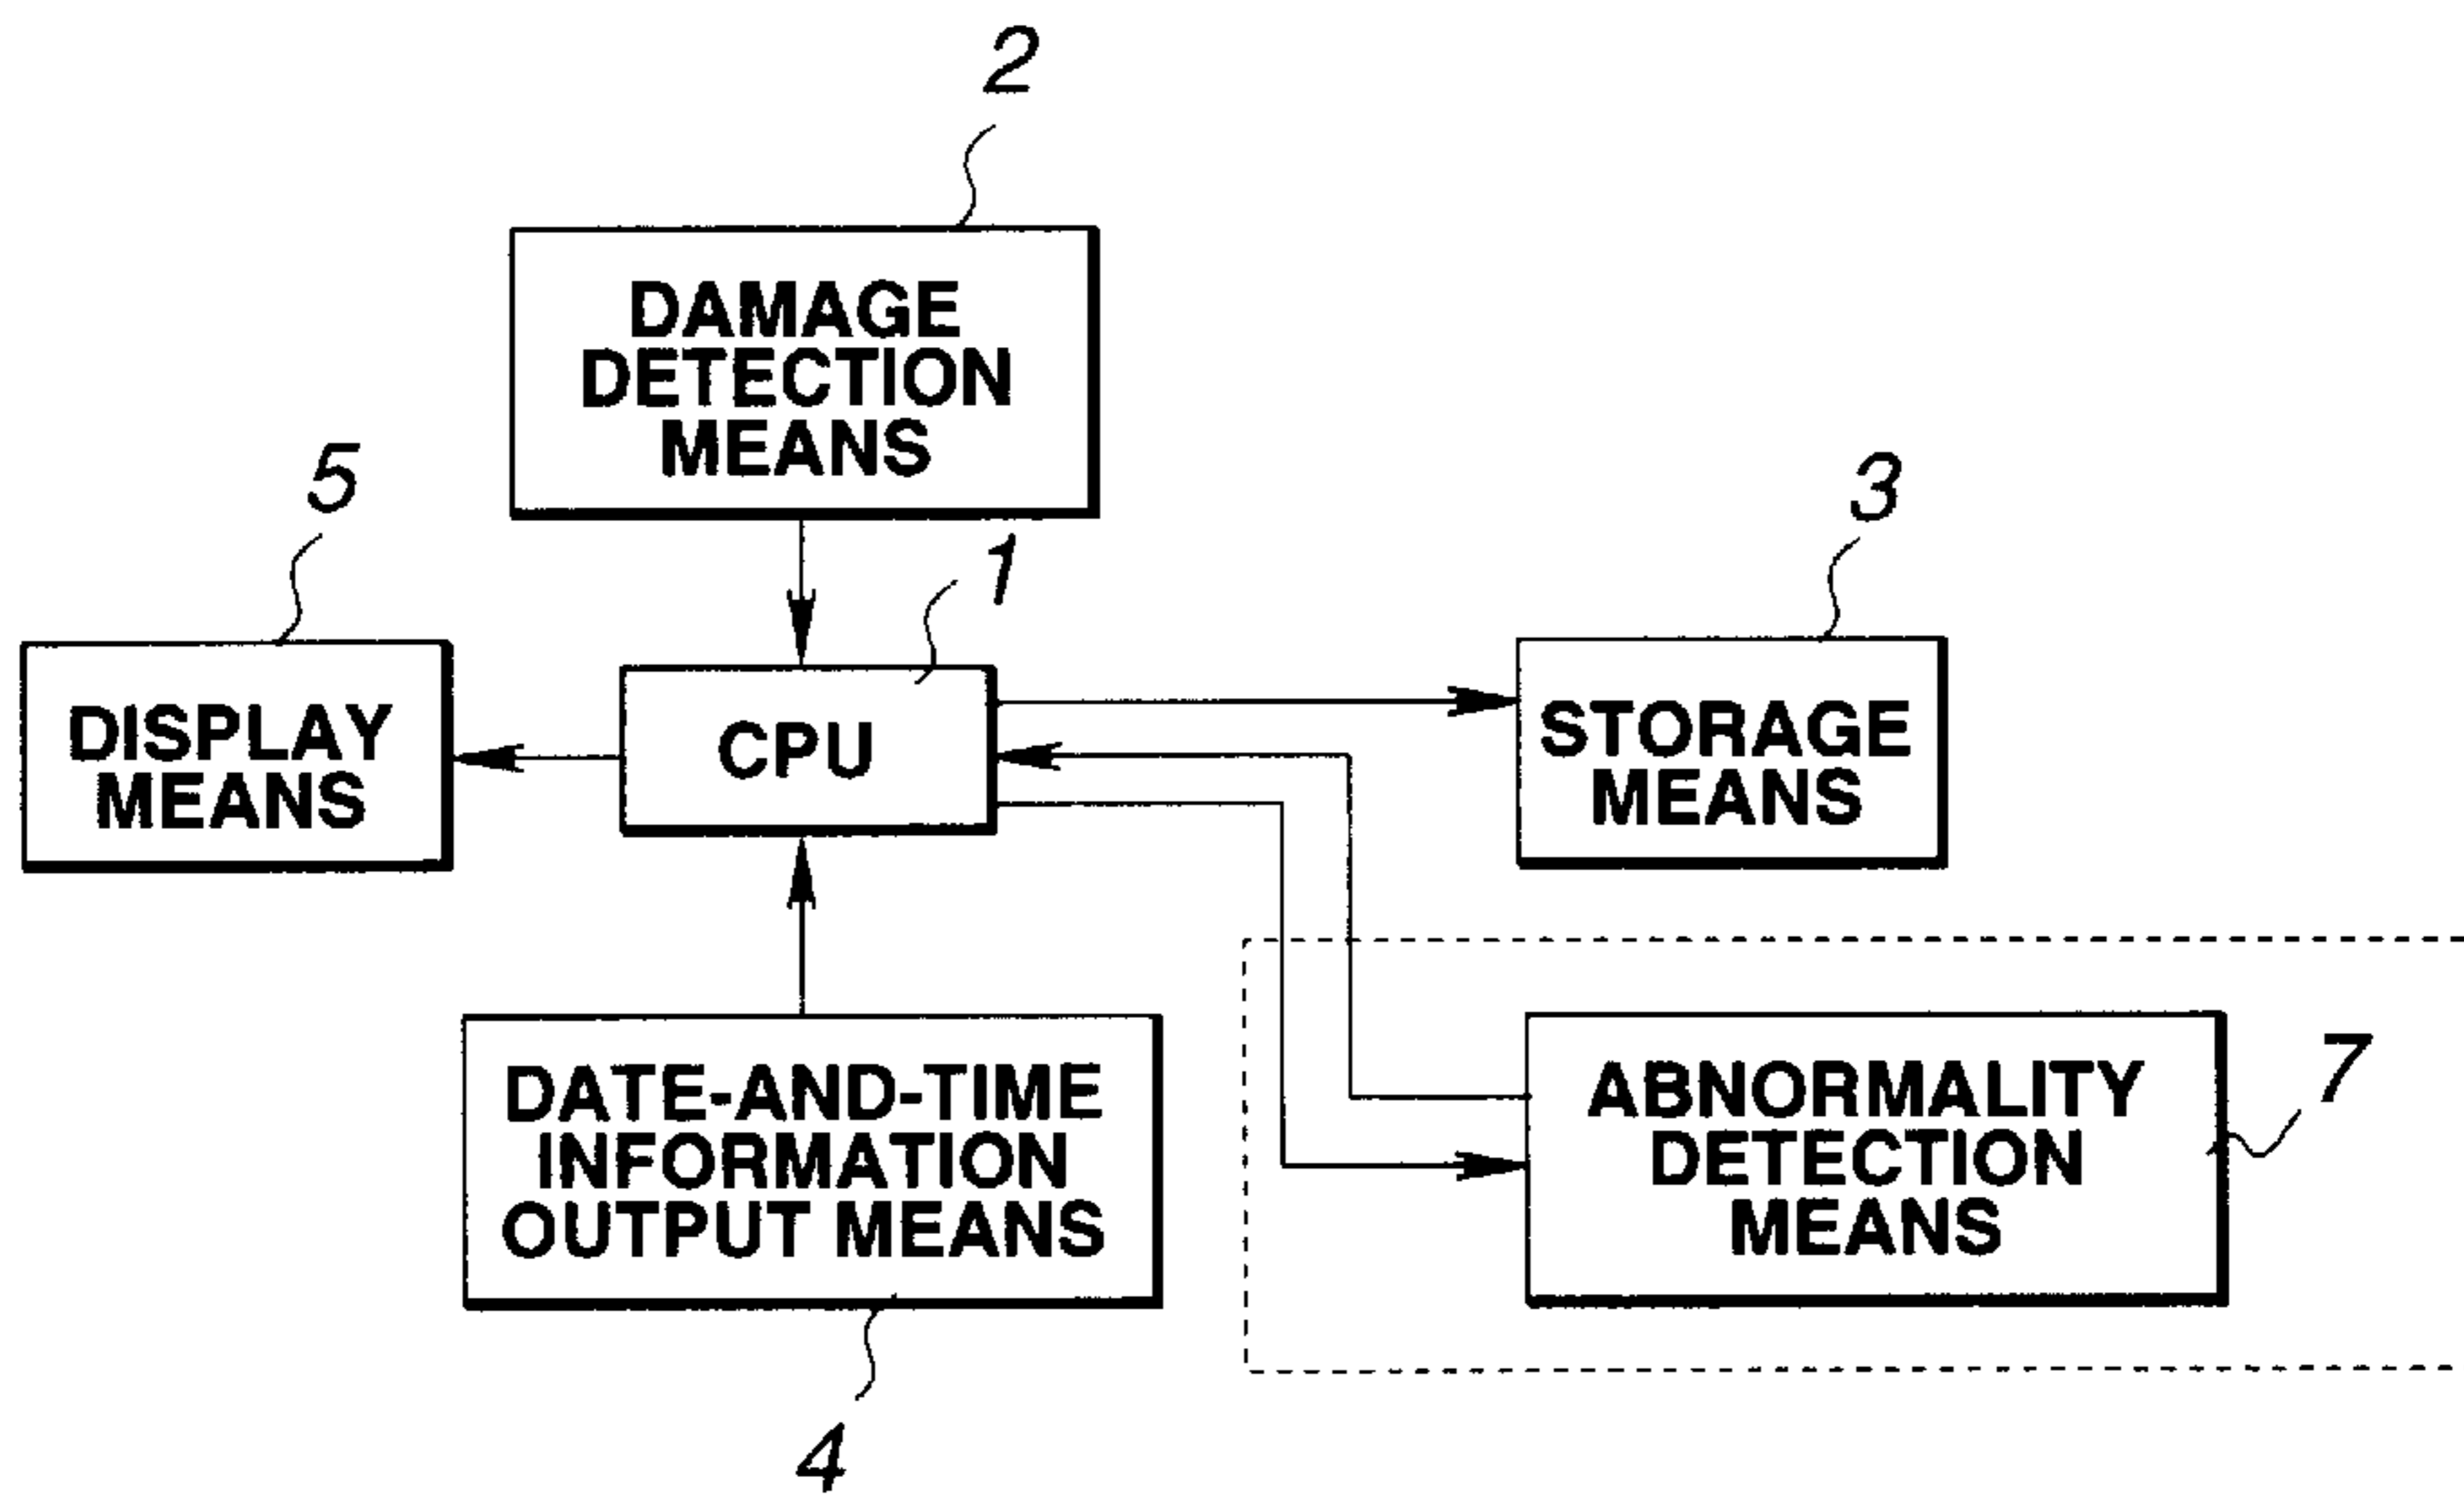 2
DAMAGE
DETECTION
MEANS
5
1
3
DISPLAY
MEANS
CPU
STORAGE
MEANS
DATE-AND-TIME
INFORMATION
OUTPUT MEANS
ABNORMALITY
DETECTION
MEANS
7
4